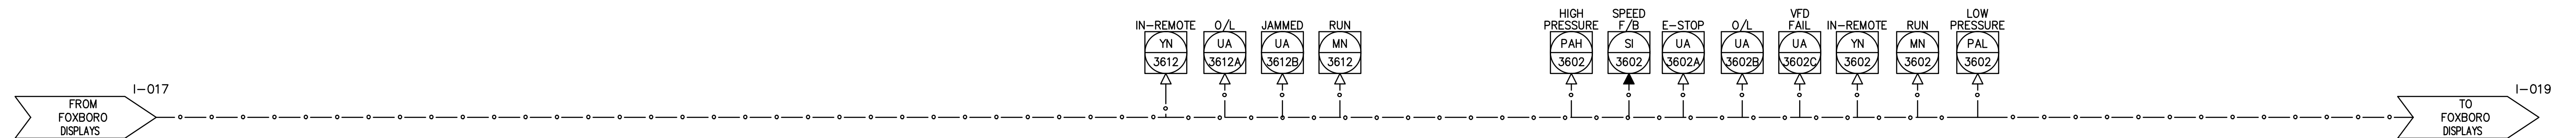 I-017
FROM
FOXBORO
DISPLAYS
IN-REMOTE
YN
3612
O/L
UA
3612A
JAMMED
UA
3612B
RUN
MN
3612
HIGH
PRESSURE
PAH
3602
SPEED
F/B
SI
3602
E-STOP
UA
3602A
O/L
UA
3602B
VFD
FAIL
UA
3602C
IN-REMOTE
YN
3602
RUN
MN
3602
LOW
PRESSURE
PAL
3602
I-019
TO
FOXBORO
DISPLAYS